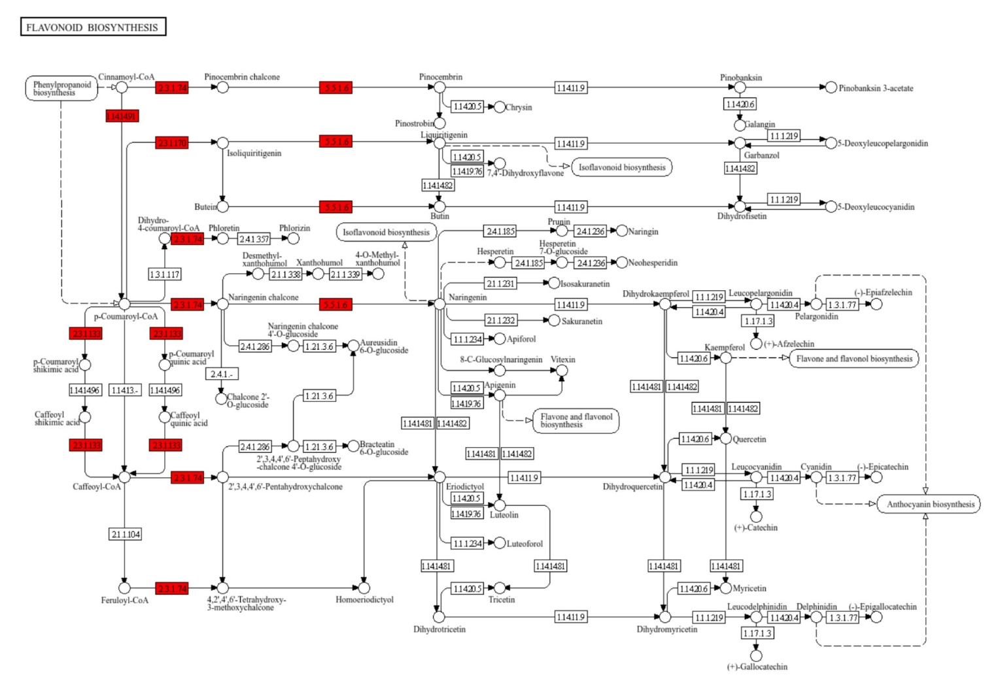 FLAVONOID BIOSYNTHESIS
Phenylpropanoid
biosynthesis
Cinnamoyl-CoA
2.3.1.74
Pinocembrin chalcone
5.5.1.6
Pinocembrin
1.14.11.9
Pinobanksin
Pinobanksin 3-acetate
1.14.20.5
Chrysin
1.14.20.6
1.14.14.91
Pinostrobin
Galangin
2.3.1.170
Isoliquiritigenin
5.5.1.6
Liquiritigenin
1.14.11.9
1.1.1.219
Garbanzol
5-Deoxyleucopelargonidin
1.14.20.5
1.14.19.76
7,4'-Dihydroxyflavone
Isoflavonoid biosynthesis
1.14.14.82
1.14.14.82
Butein
5.5.1.6
Butin
1.14.11.9
Dihydrofisetin
1.1.1.219
5-Deoxyleucocyanidin
Dihydro-
4-coumaroyl-CoA
2.3.1.74
Phloretin
2.4.1.357
Phlorizin
Isoflavonoid biosynthesis
2.4.1.185
Prunin
2.4.1.236
Naringin
Hesperetin
2.4.1.185
Hesperetin
7-O-glucoside
2.4.1.236
Neohesperidin
1.3.1.117
Desmethyl-
xanthohumol
2.1.1.338
Xanthohumol
2.1.1.339
4-O-Methyl-
xanthohumol
2.1.1.231
Isosakuranetin
p-Coumaroyl-CoA
2.3.1.74
Naringenin chalcone
5.5.1.6
Naringenin
1.14.11.9
Dihydrokaempferol
1.1.1.219
1.14.20.4
Leucopelargonidin
1.14.20.4
Pelargonidin
1.3.1.77
(-)-Epiafzelechin
2.1.1.232
Sakuranetin
1.17.1.3
(+)-Afzelechin
2.3.1.133
2.3.1.133
Naringenin chalcone
4'-O-glucoside
2.4.1.286
1.21.3.6
Aureusidin
6-O-glucoside
1.1.1.234
Apiforol
1.14.20.6
Kaempferol
Flavone and flavonol biosynthesis
p-Coumaroyl
shikimic acid
p-Coumaroyl
quinic acid
2.4.1.-
8-C-Glucosylnaringenin
Vitexin
1.14.14.96
1.14.13.-
1.14.14.96
Chalcone 2'-
O-glucoside
1.21.3.6
1.14.20.5
1.14.19.76
Apigenin
1.14.14.81
1.14.14.82
1.14.14.81
1.14.14.82
Caffeoyl
shikimic acid
Caffeoyl
quinic acid
1.14.14.81
1.14.14.82
Flavone and flavonol
biosynthesis
2.3.1.133
2.3.1.133
2.4.1.286
2',3,4,4',6'-Peptahydroxy
-chalcone 4'-O-glucoside
1.21.3.6
Bracteatin
6-O-glucoside
1.14.14.81
1.14.14.82
1.14.20.6
Quercetin
Caffeoyl-CoA
2.3.1.74
2',3,4,4',6'-Pentahydroxychalcone
Eriodictyol
1.14.11.9
Dihydroquercetin
1.1.1.219
1.14.20.4
Leucocyanidin
1.14.20.4
Cyanidin
1.3.1.77
(-)-Epicatechin
1.14.20.5
1.14.19.76
Luteolin
1.17.1.3
(+)-Catechin
Anthocyanin biosynthesis
2.1.1.104
1.1.1.234
Luteoforol
1.14.14.81
1.14.14.81
1.14.14.81
1.14.14.81
Feruloyl-CoA
2.3.1.74
4,2',4',6'-Tetrahydroxy-
3-methoxychalcone
Homoeriodictyol
1.14.20.5
Tricetin
1.14.20.6
Myricetin
Dihydrotricetin
1.14.11.9
Dihydromyricetin
1.1.1.219
Leucodelphinidin
1.14.20.4
Delphinidin
1.3.1.77
(-)-Epigallocatechin
1.17.1.3
(+)-Gallocatechin